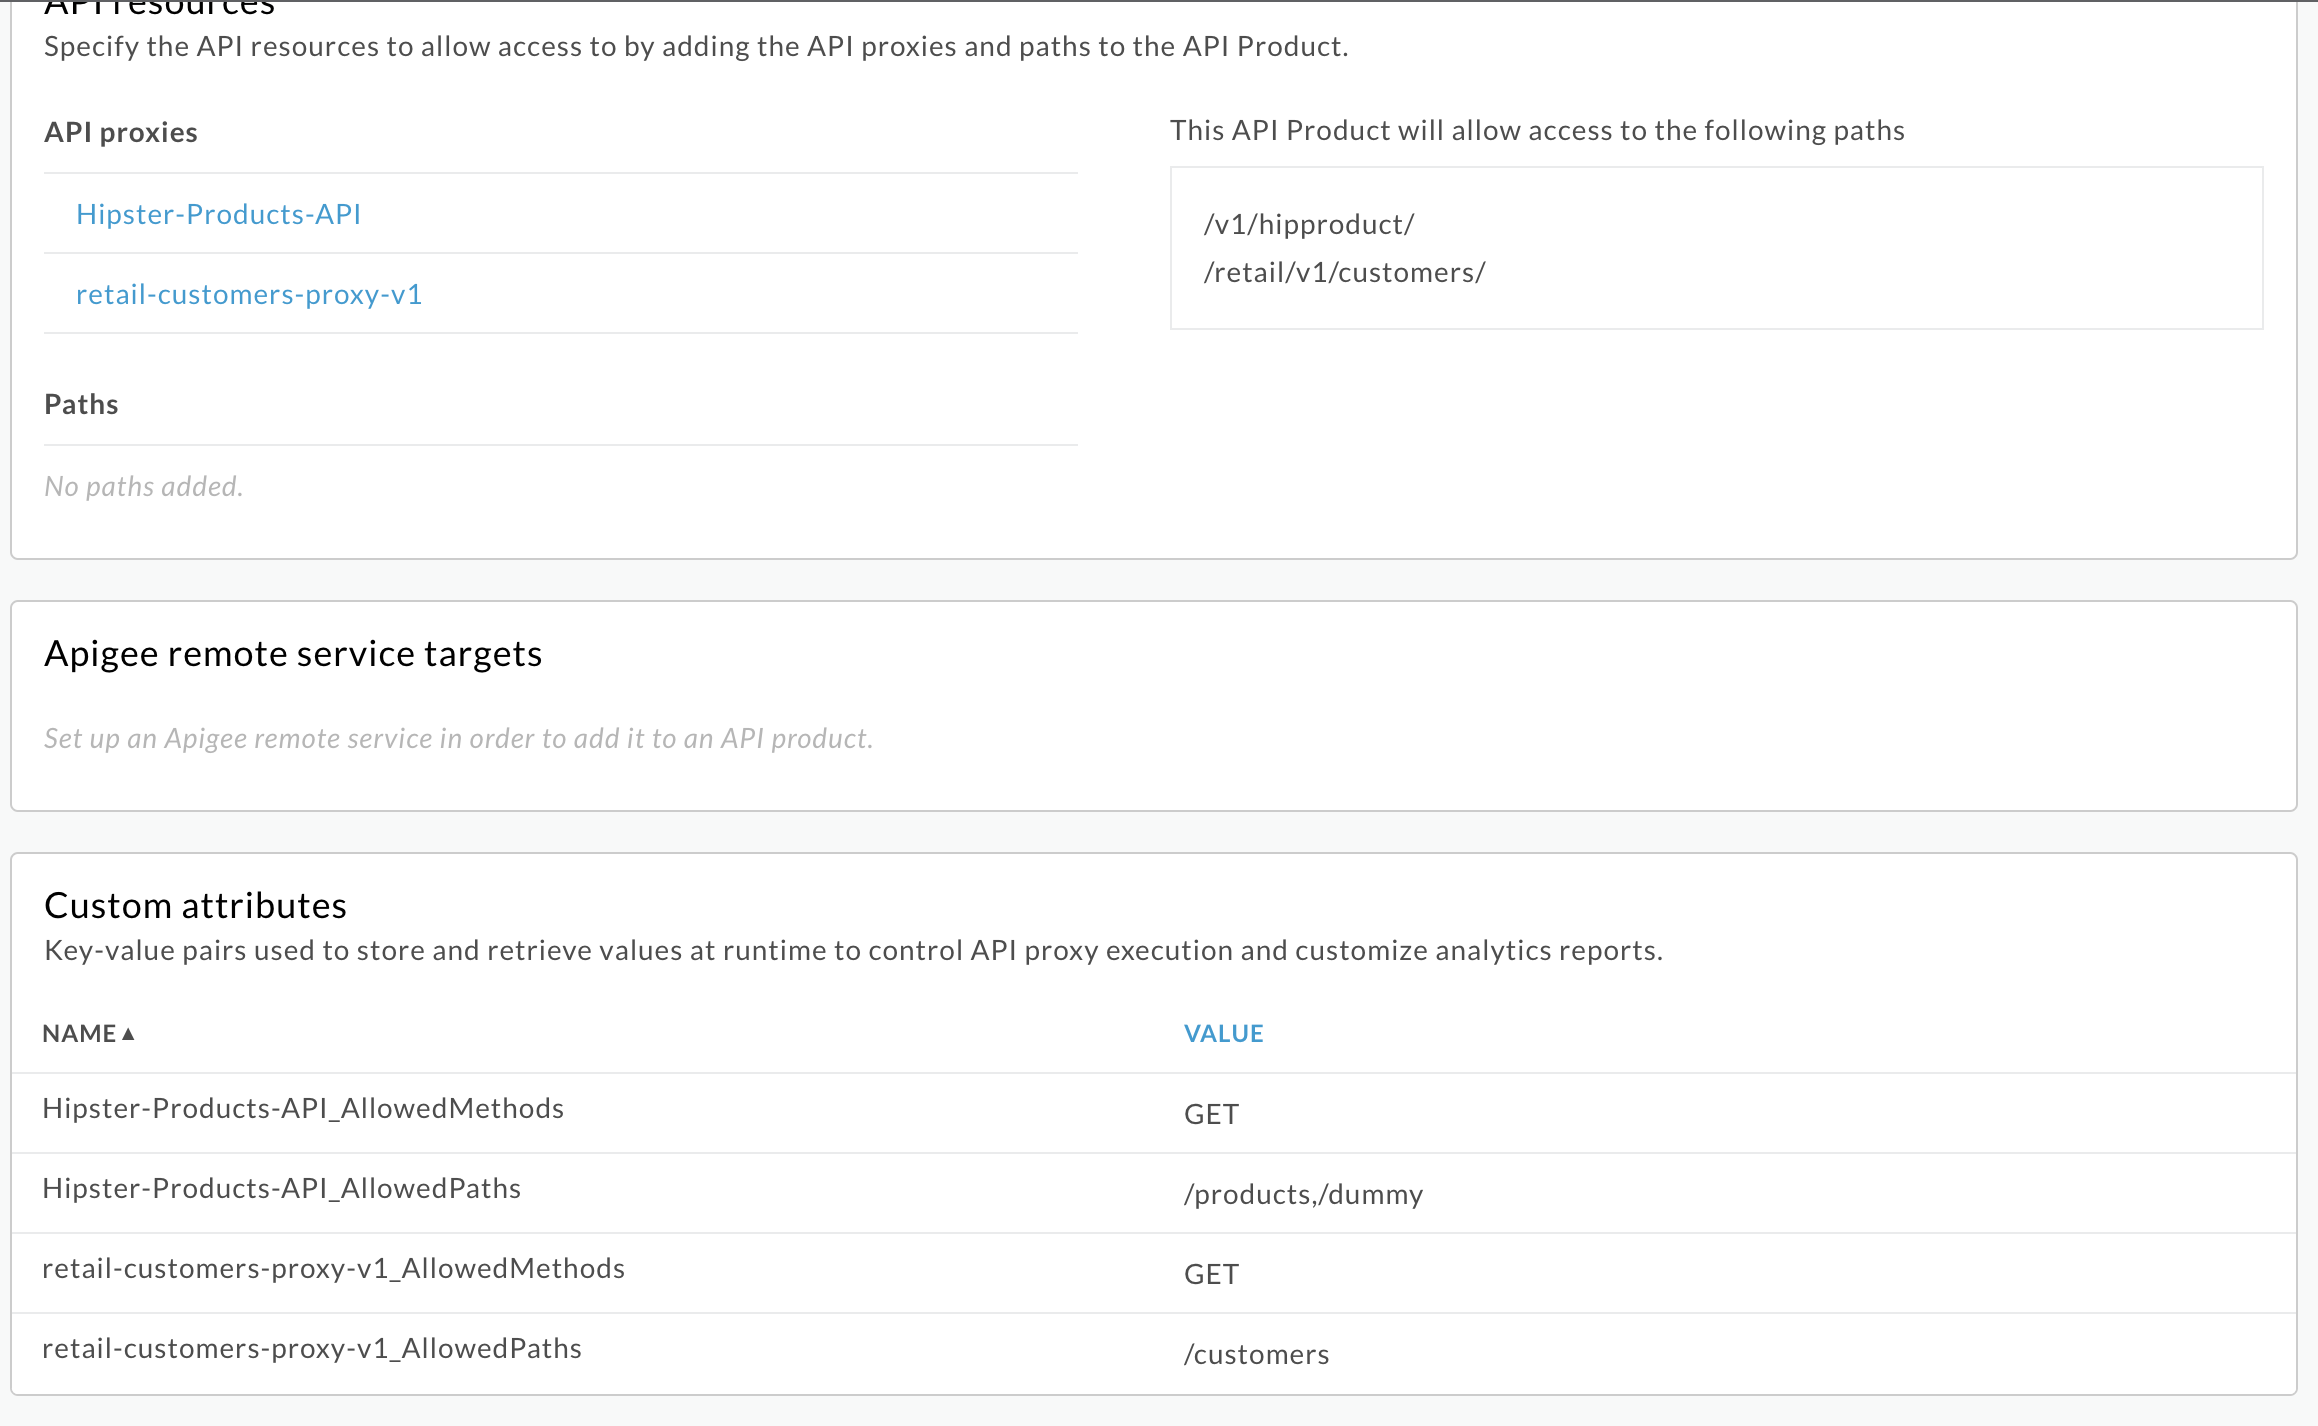 API resources
Specify the API resources to allow access to by adding the API proxies and paths to the API Product.
API proxies
Hipster-Products-API
retail-customers-proxy-v1
Paths
No paths added.
This API Product will allow access to the following paths
/v1/hipproduct/
/retail/v1/customers/
Apigee remote service targets
Set up an Apigee remote service in order to add it to an API product.
Custom attributes
Key-value pairs used to store and retrieve values at runtime to control API proxy execution and customize analytics reports.
NAME▲ VALUE
Hipster-Products-API_AllowedMethods GET
Hipster-Products-API_AllowedPaths /products,/dummy
retail-customers-proxy-v1_AllowedMethods GET
retail-customers-proxy-v1_AllowedPaths /customers